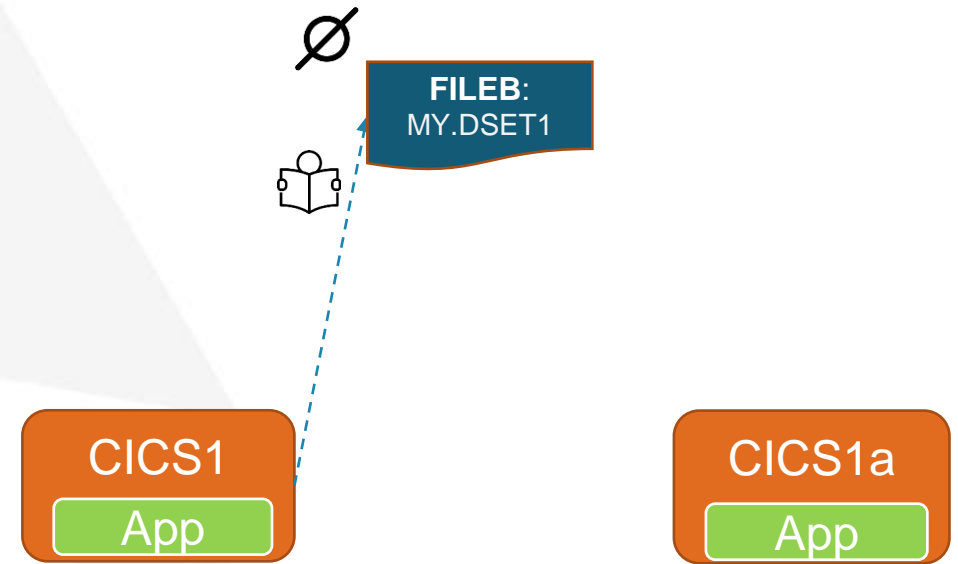 FILEB:
MY.DSET1
CICS1
App
CICS1a
App